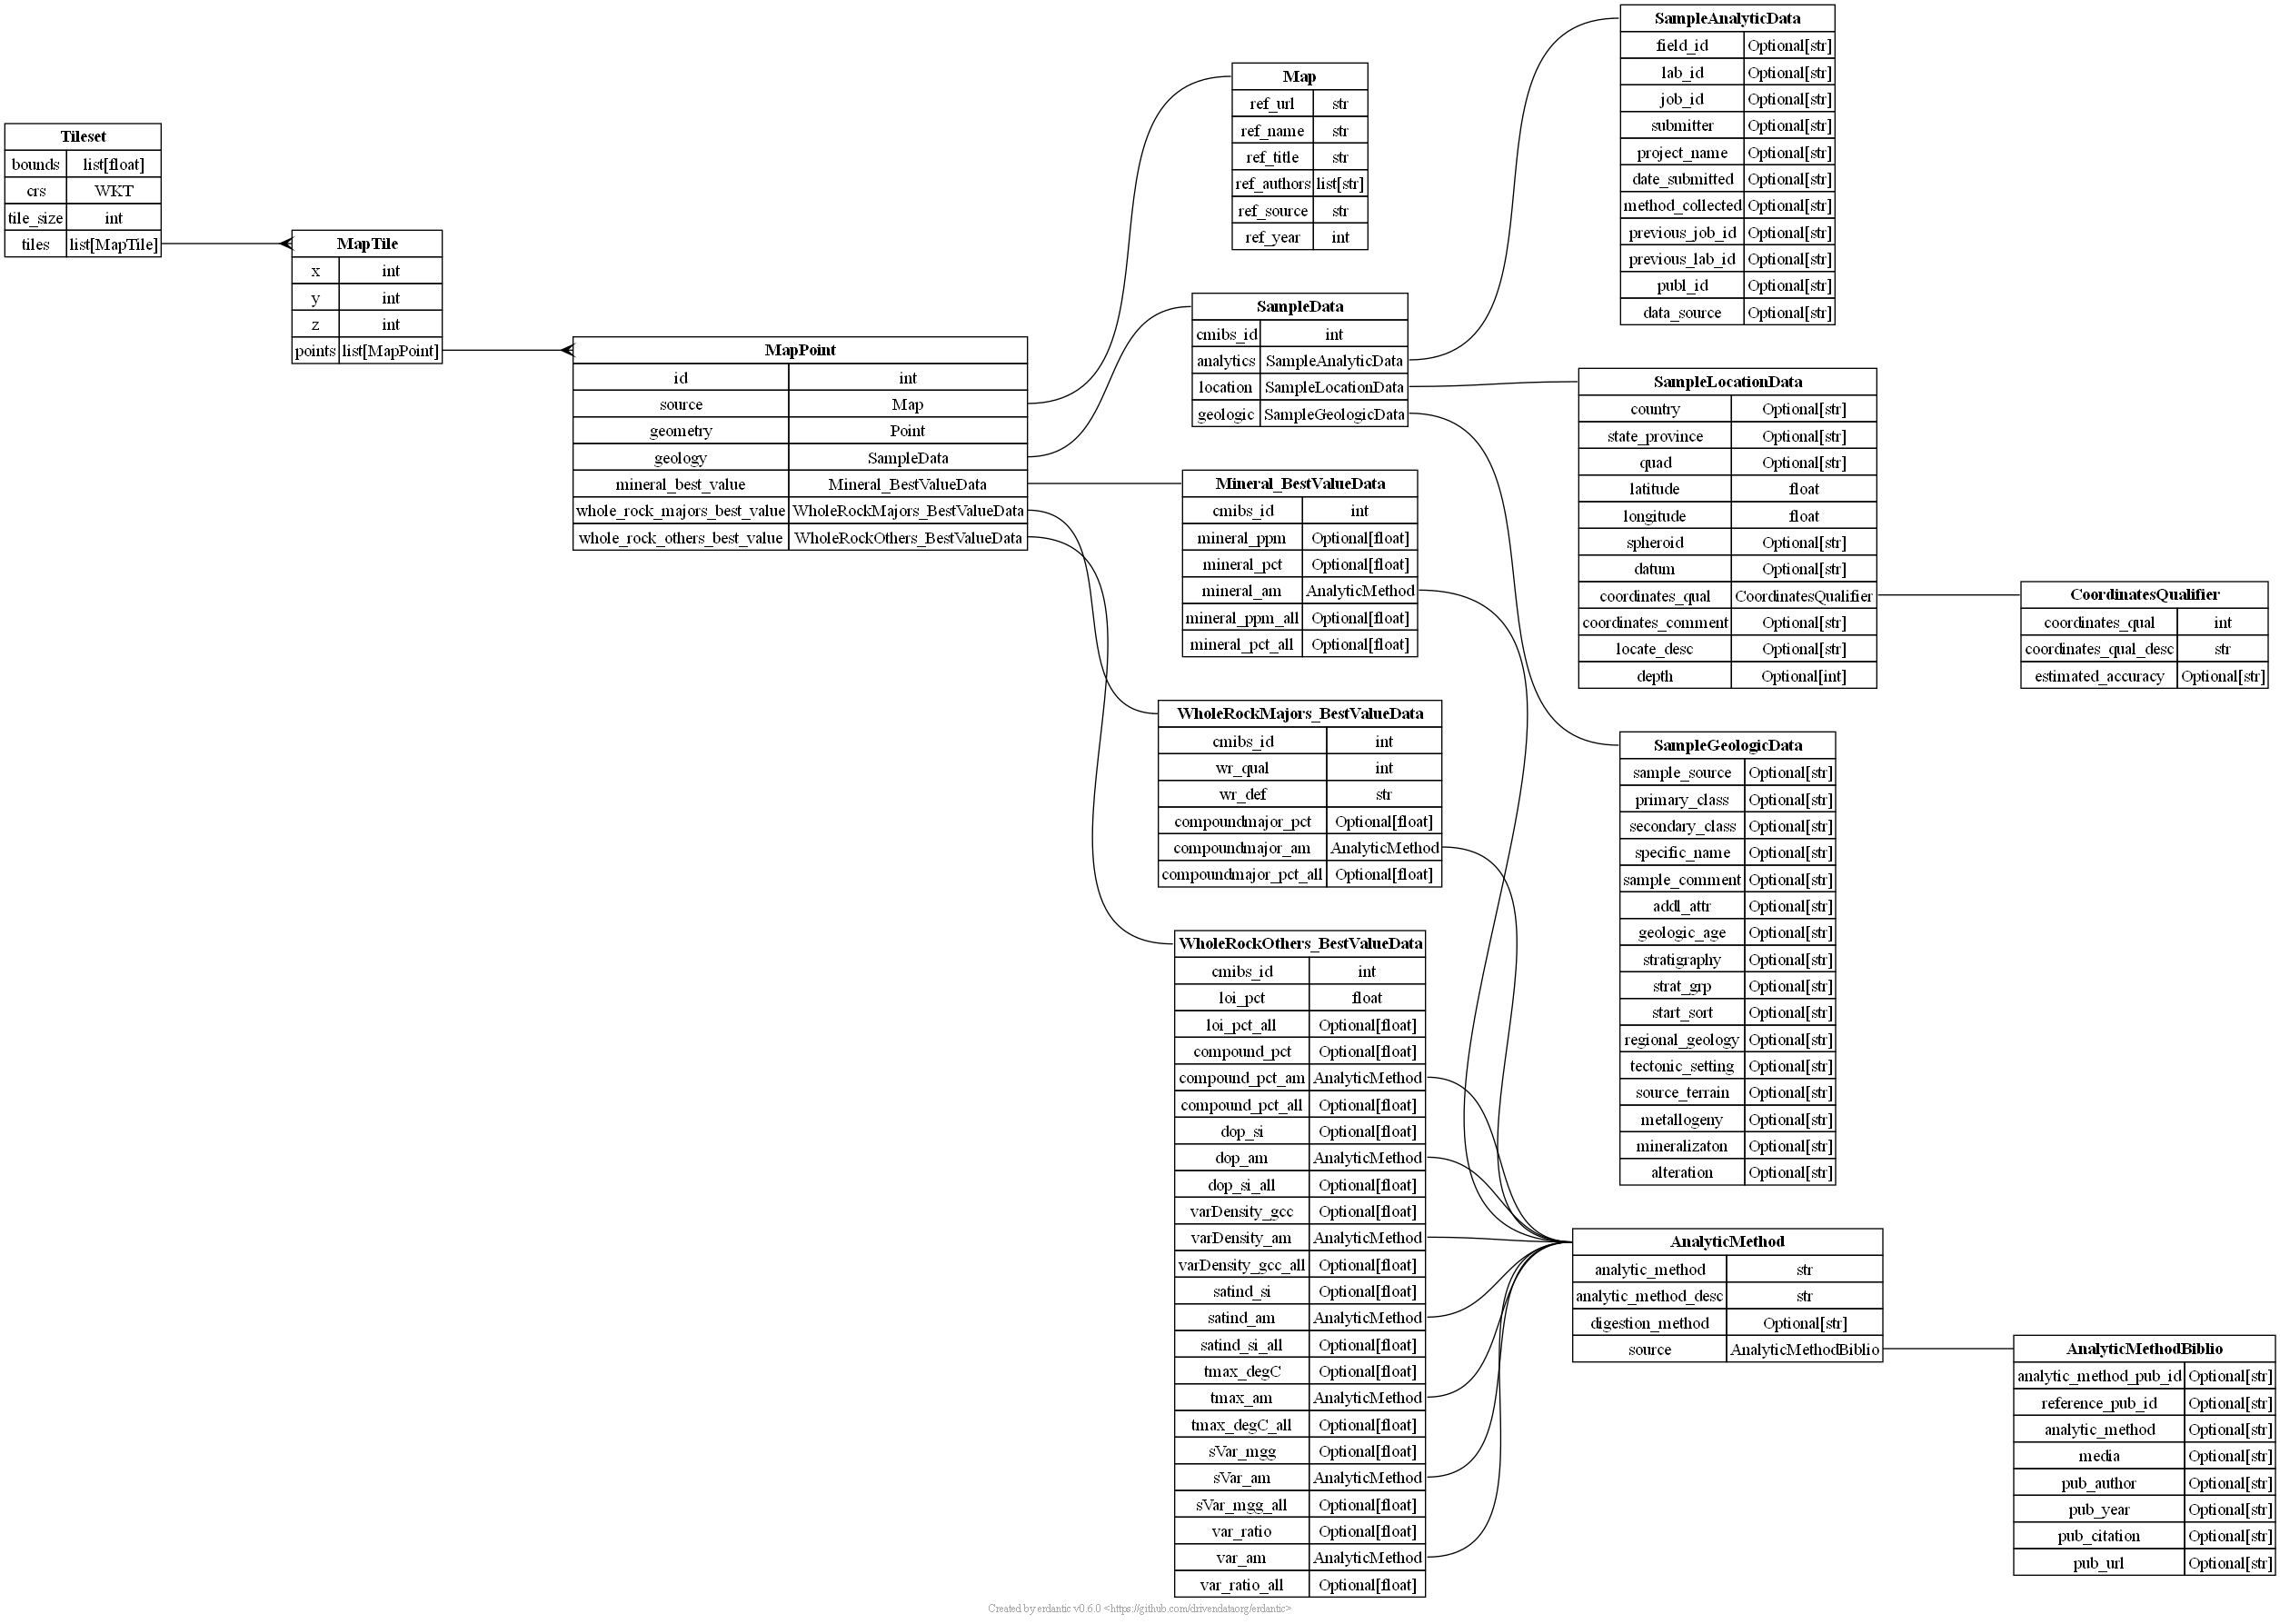 Tileset
bounds list[float]
crs WKT
tile_size int
tiles list[MapTile]
MapTile
x int
y int
z int
points list[MapPoint]
MapPoint
id int
source Map
geometry Point
geology SampleData
mineral_best_value Mineral_BestValueData
whole_rock_majors_best_value WholeRockMajors_BestValueData
whole_rock_others_best_value WholeRockOthers_BestValueData
Map
ref_url str
ref_name str
ref_title str
ref_authors list[str]
ref_source str
ref_year int
SampleData
cmibs_id int
analytics SampleAnalyticData
location SampleLocationData
geologic SampleGeologicData
Mineral_BestValueData
cmibs_id int
mineral_ppm Optional[float]
mineral_pct Optional[float]
mineral_am AnalyticMethod
mineral_ppm_all Optional[float]
mineral_pct_all Optional[float]
WholeRockMajors_BestValueData
cmibs_id int
wr_qual int
wr_def str
compoundmajor_pct Optional[float]
compoundmajor_am AnalyticMethod
compoundmajor_pct_all Optional[float]
WholeRockOthers_BestValueData
cmibs_id int
loi_pct float
loi_pct_all Optional[float]
compound_pct Optional[float]
compound_pct_am AnalyticMethod
compound_pct_all Optional[float]
dop_si Optional[float]
dop_am AnalyticMethod
dop_si_all Optional[float]
varDensity_gcc Optional[float]
varDensity_am AnalyticMethod
varDensity_gcc_all Optional[float]
satind_si Optional[float]
satind_am AnalyticMethod
satind_si_all Optional[float]
tmax_degC Optional[float]
tmax_am AnalyticMethod
tmax_degC_all Optional[float]
sVar_mgg Optional[float]
sVar_am AnalyticMethod
sVar_mgg_all Optional[float]
var_ratio Optional[float]
var_am AnalyticMethod
var_ratio_all Optional[float]
SampleAnalyticData
field_id Optional[str]
lab_id Optional[str]
job_id Optional[str]
submitter Optional[str]
project_name Optional[str]
date_submitted Optional[str]
method_collected Optional[str]
previous_job_id Optional[str]
previous_lab_id Optional[str]
publ_id Optional[str]
data_source Optional[str]
SampleLocationData
country Optional[str]
state_province Optional[str]
quad Optional[str]
latitude float
longitude float
spheroid Optional[str]
datum Optional[str]
coordinates_qual CoordinatesQualifier
coordinates_comment Optional[str]
locate_desc Optional[str]
depth Optional[int]
SampleGeologicData
sample_source Optional[str]
primary_class Optional[str]
secondary_class Optional[str]
specific_name Optional[str]
sample_comment Optional[str]
addl_attr Optional[str]
geologic_age Optional[str]
stratigraphy Optional[str]
strat_grp Optional[str]
start_sort Optional[str]
regional_geology Optional[str]
tectonic_setting Optional[str]
source_terrain Optional[str]
metallogeny Optional[str]
mineralizaton Optional[str]
alteration Optional[str]
AnalyticMethod
analytic_method str
analytic_method_desc str
digestion_method Optional[str]
source AnalyticMethodBiblio
CoordinatesQualifier
coordinates_qual int
coordinates_qual_desc str
estimated_accuracy Optional[str]
AnalyticMethodBiblio
analytic_method_pub_id Optional[str]
reference_pub_id Optional[str]
analytic_method Optional[str]
media Optional[str]
pub_author Optional[str]
pub_year Optional[str]
pub_citation Optional[str]
pub_url Optional[str]
Created by erdantic v0.6.0 <https://github.com/drivendataorg/erdantic>